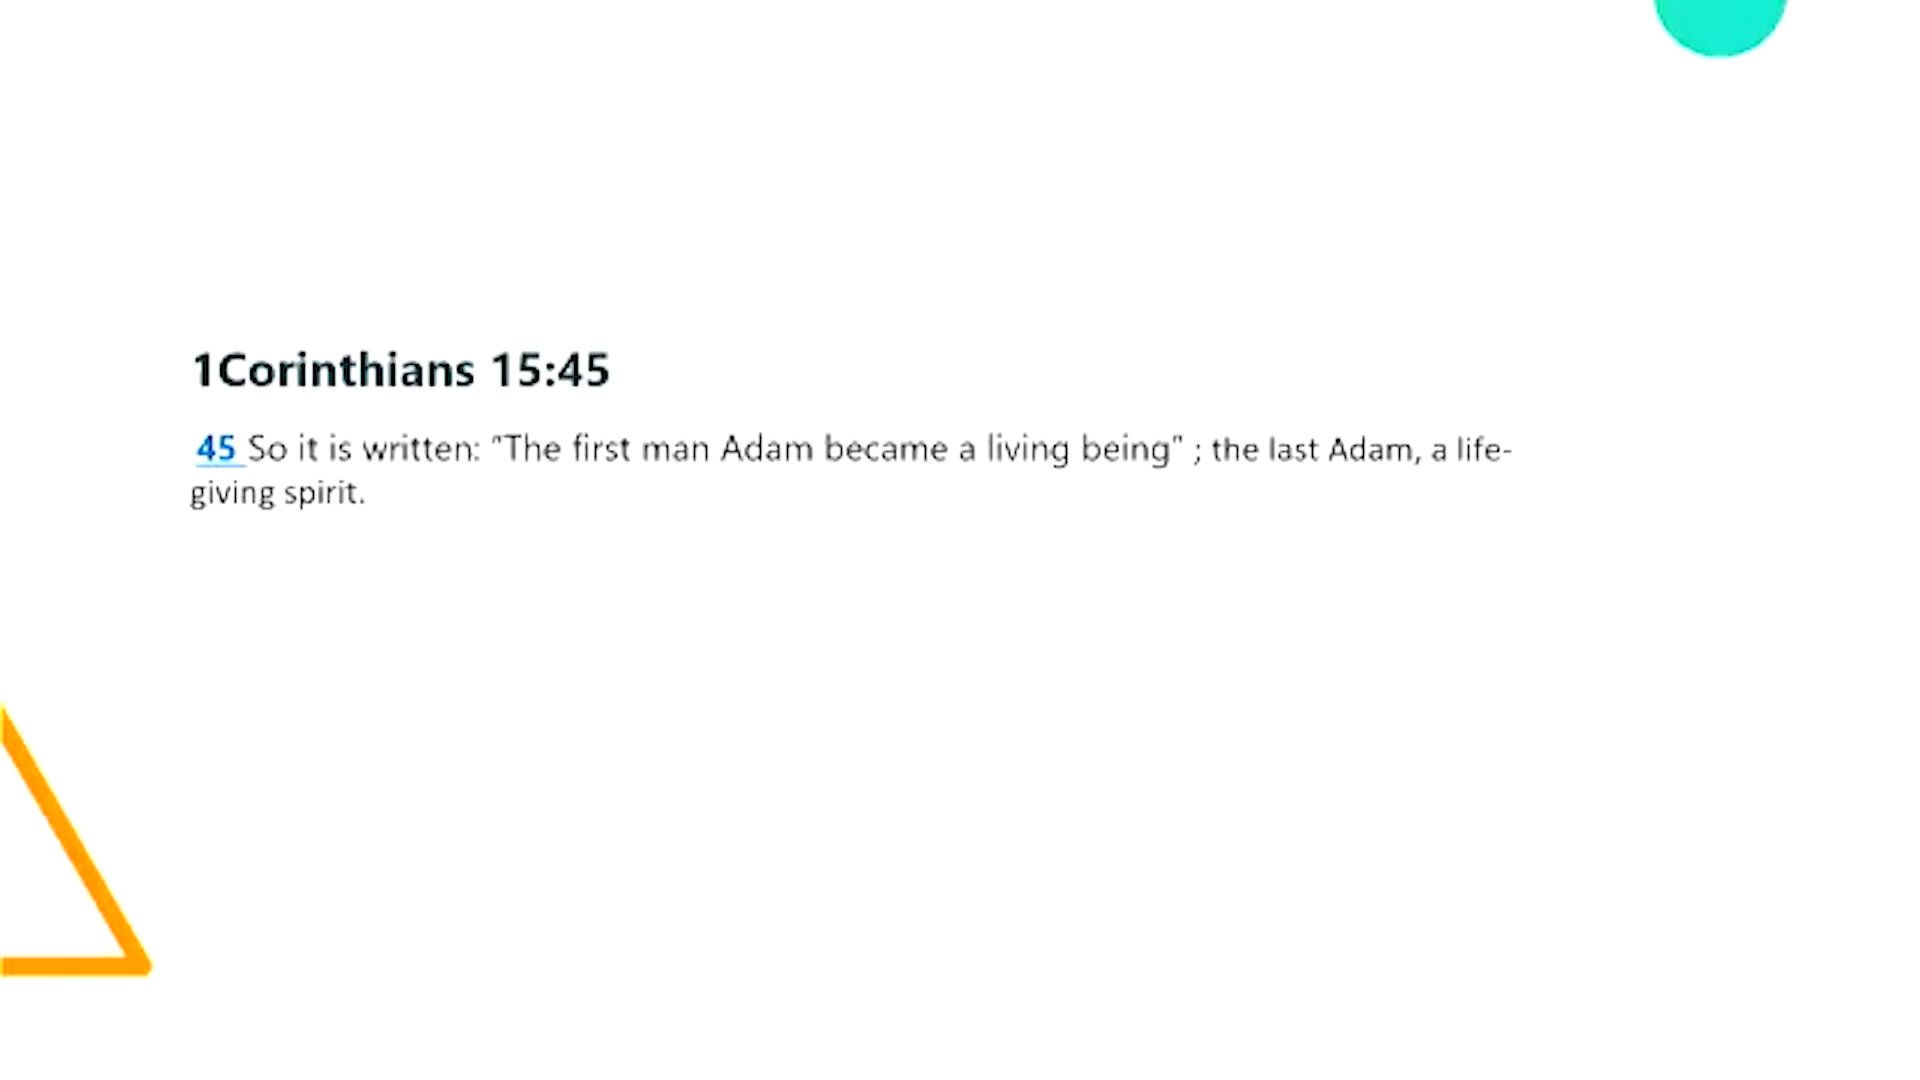 1Corinthians 15:45
45 So it is written: "The first man Adam became a living being" ; the last Adam, a life-
giving spirit.